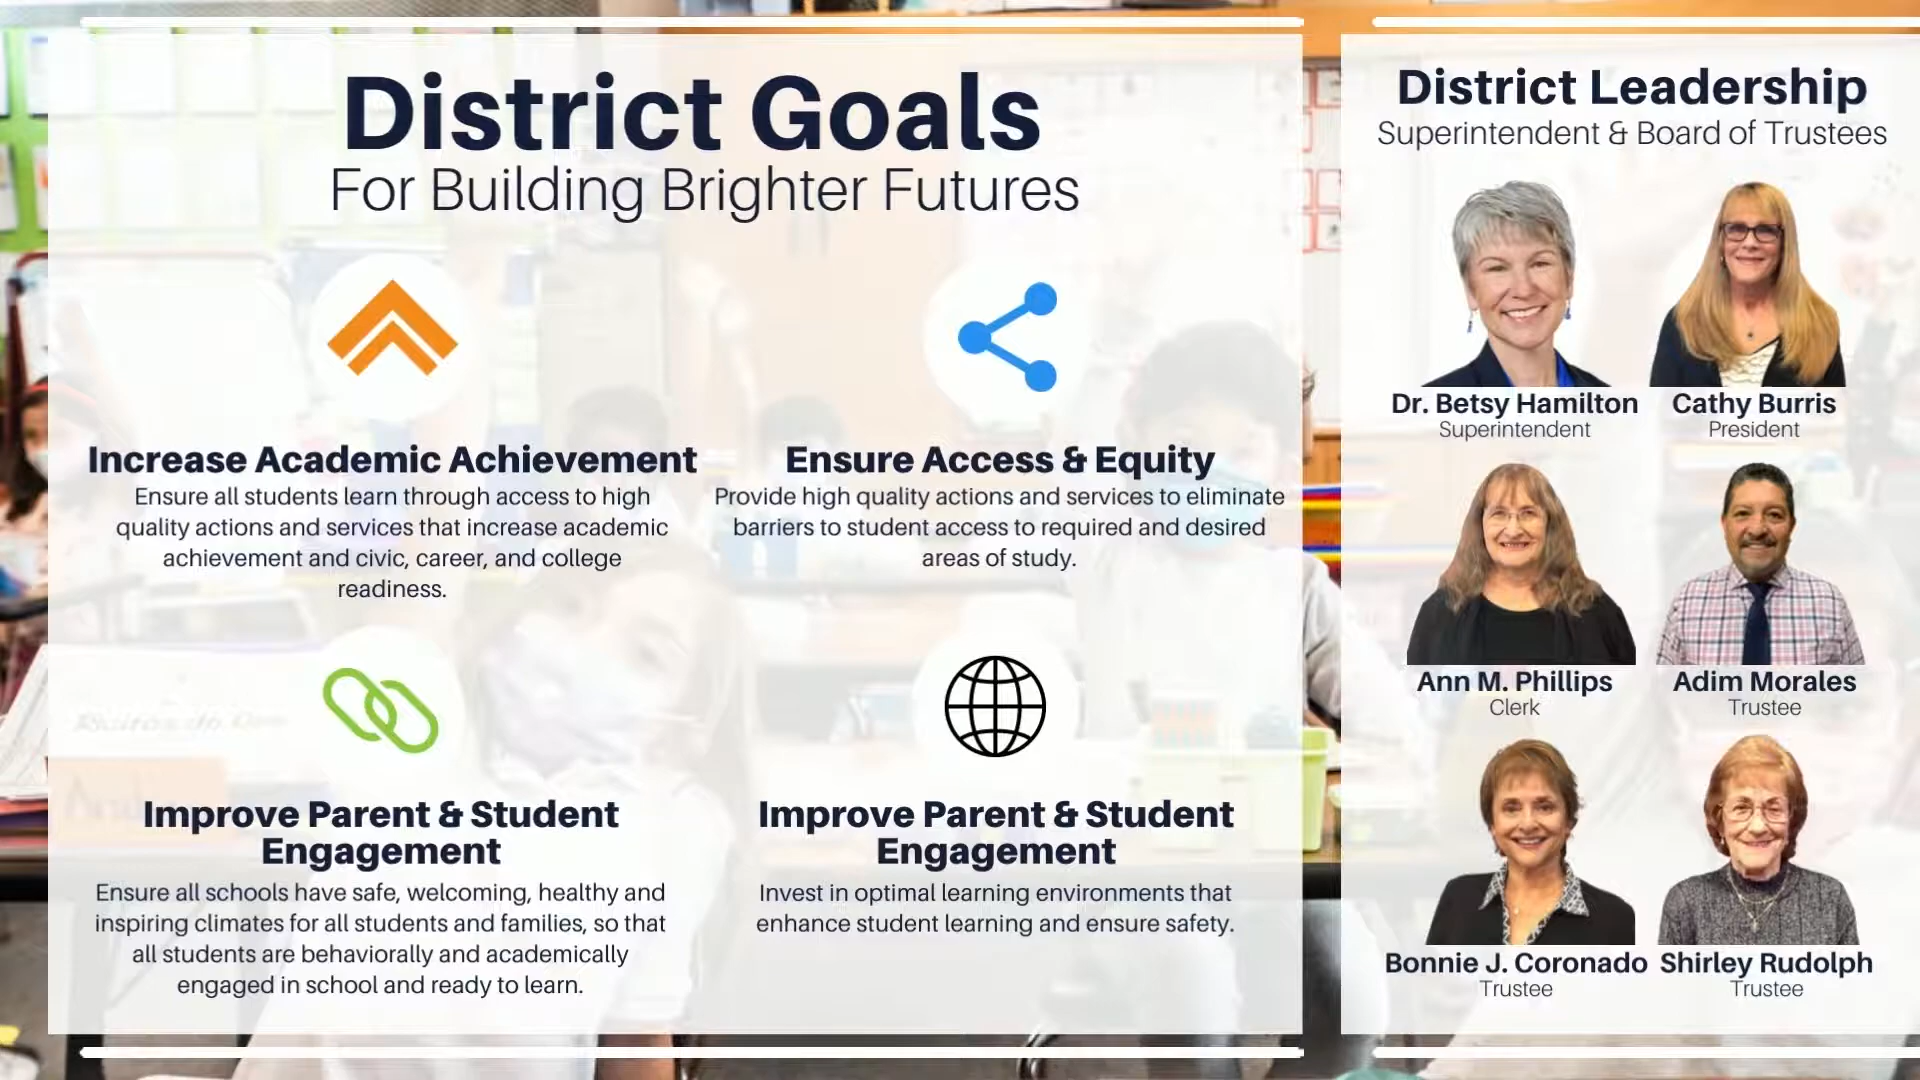 District Goals
For Building Brighter Futures
Increase Academic Achievement
Ensure all students learn through access to high
quality actions and services that increase academic
achievement and civic, career, and college
readiness.
Ensure Access & Equity
Provide high quality actions and services to eliminate
barriers to student access to required and desired
areas of study.
Improve Parent & Student
Engagement
Ensure all schools have safe, welcoming, healthy and
inspiring climates for all students and families, so that
all students are behaviorally and academically
engaged in school and ready to learn.
Improve Parent & Student
Engagement
Invest in optimal learning environments that
enhance student learning and ensure safety.
District Leadership
Superintendent & Board of Trustees
Dr. Betsy Hamilton
Superintendent
Cathy Burris
President
Ann M. Phillips
Clerk
Adim Morales
Trustee
Bonnie J. Coronado
Trustee
Shirley Rudolph
Trustee